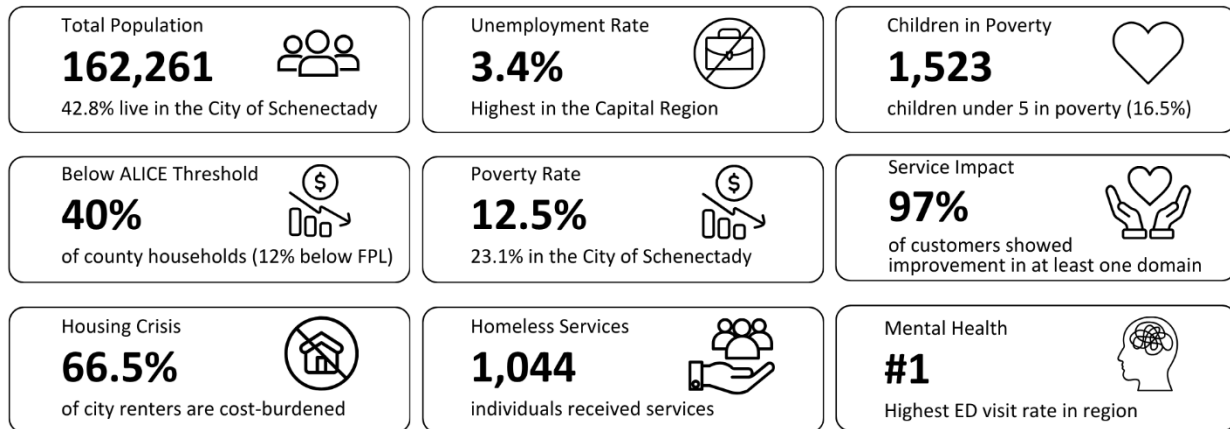 Total Population
162,261
42.8% live in the City of Schenectady
Unemployment Rate
3.4%
Highest in the Capital Region
Children in Poverty
1,523
children under 5 in poverty (16.5%)
Below ALICE Threshold
$
40%
of county households (12% below FPL)
Poverty Rate
$
12.5%
23.1% in the City of Schenectady
Service Impact
97%
of customers showed
improvement in at least one domain
Housing Crisis
66.5%
of city renters are cost-burdened
Homeless Services
1,044
individuals received services
Mental Health
#1
Highest ED visit rate in region